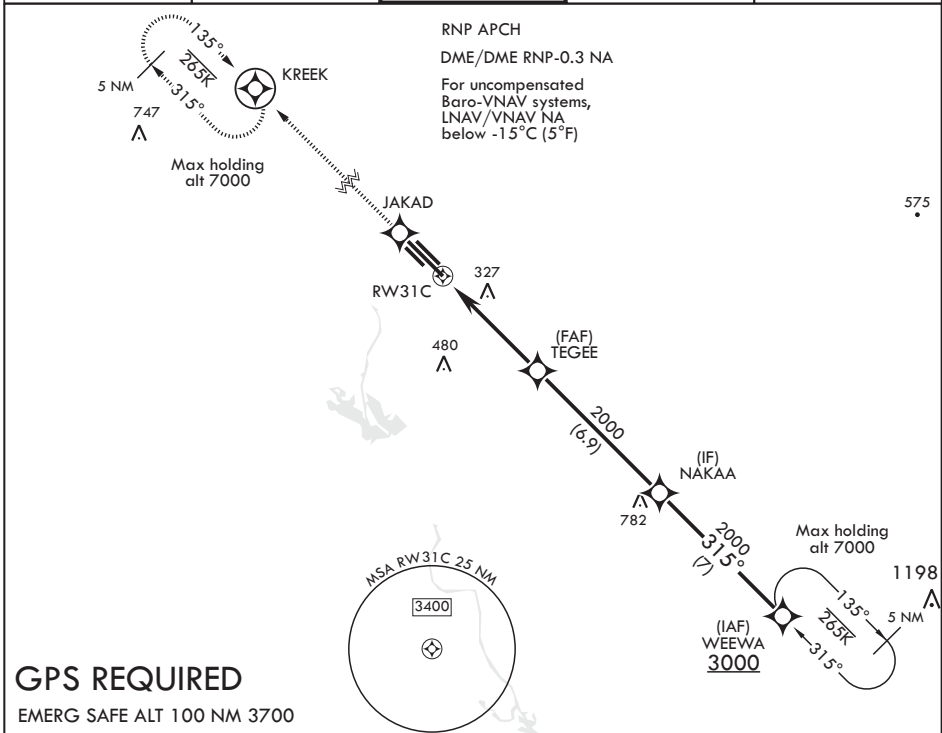 RNP APCH
DME/DME RNP-0.3 NA
For uncompensated
Baro-VNAV systems,
LNAV/VNAV NA
below -15°C (5°F)
135°
265K
315°
5 NM
KREEK
747
Max holding
alt 7000
JAKAD
575
RW31C
327
480
(FAF)
TEGEE
2000
(6.9)
(IF)
NAKAA
782
2000
315°
(7)
Max holding
alt 7000
1198
135°
265K
315°
5 NM
(IAF)
WEEWA
3000
MSA RW31C 25 NM
3400
GPS REQUIRED
EMERG SAFE ALT 100 NM 3700